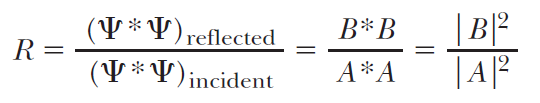 R = (Ψ*Ψ)reflected / (Ψ*Ψ)incident = B*B / A*A = |B|² / |A|²